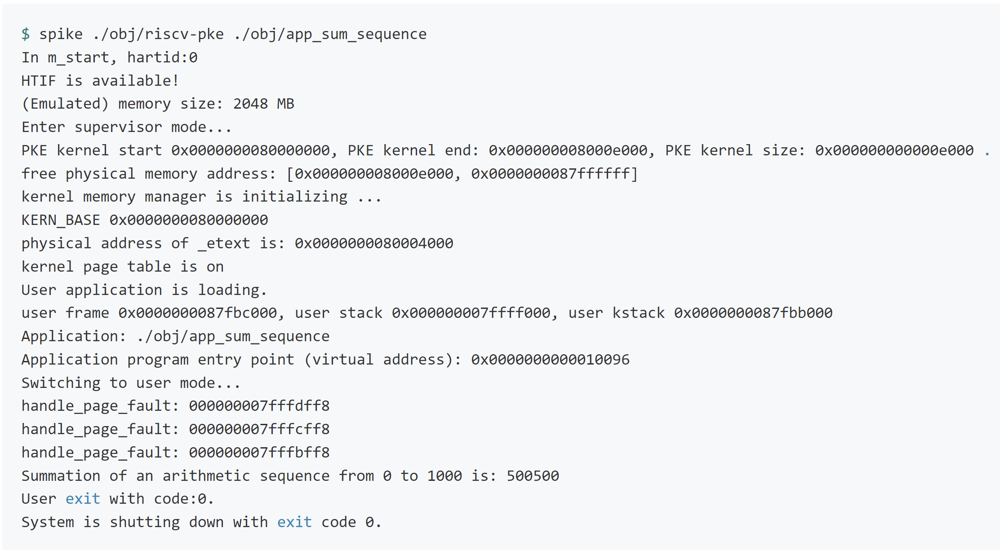 $ spike ./obj/riscv-pke ./obj/app_sum_sequence
In m_start, hartid:0
HTIF is available!
(Emulated) memory size: 2048 MB
Enter supervisor mode...
PKE kernel start 0x0000000080000000, PKE kernel end: 0x000000008000e000, PKE kernel size: 0x000000000000e000 .
free physical memory address: [0x000000008000e000, 0x0000000087ffffff]
kernel memory manager is initializing ...
KERN_BASE 0x0000000080000000
physical address of _etext is: 0x0000000080004000
kernel page table is on
User application is loading.
user frame 0x0000000087fbc000, user stack 0x000000007ffff000, user kstack 0x0000000087fbb000
Application: ./obj/app_sum_sequence
Application program entry point (virtual address): 0x0000000000010096
Switching to user mode...
handle_page_fault: 000000007fffdff8
handle_page_fault: 000000007fffcff8
handle_page_fault: 000000007fffbff8
Summation of an arithmetic sequence from 0 to 1000 is: 500500
User exit with code:0.
System is shutting down with exit code 0.